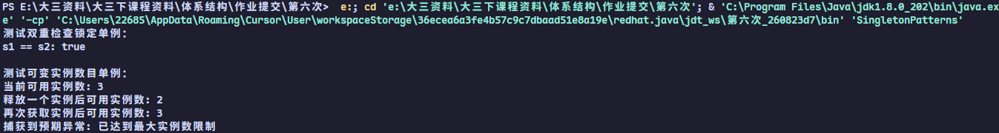 PS E:\大三资料\大三下课程资料\体系结构\作业提交\第六次>  e:; cd 'e:\大三资料\大三下课程资料\体系结构\作业提交\第六次'; & 'C:\Program Files\Java\jdk1.8.0_202\bin\java.ex
e' '-cp' 'C:\Users\22685\AppData\Roaming\Cursor\User\workspaceStorage\36ecea6a3fe4b57c9c7dbaad51e8a19e\redhat.java\jdt_ws\第六次_260823d7\bin' 'SingletonPatterns'
测试双重检查锁定单例:
s1 == s2: true
测试可变实例数目单例:
当前可用实例数: 3
释放一个实例后可用实例数: 2
再次获取实例后可用实例数: 3
捕获到预期异常: 已达到最大实例数限制